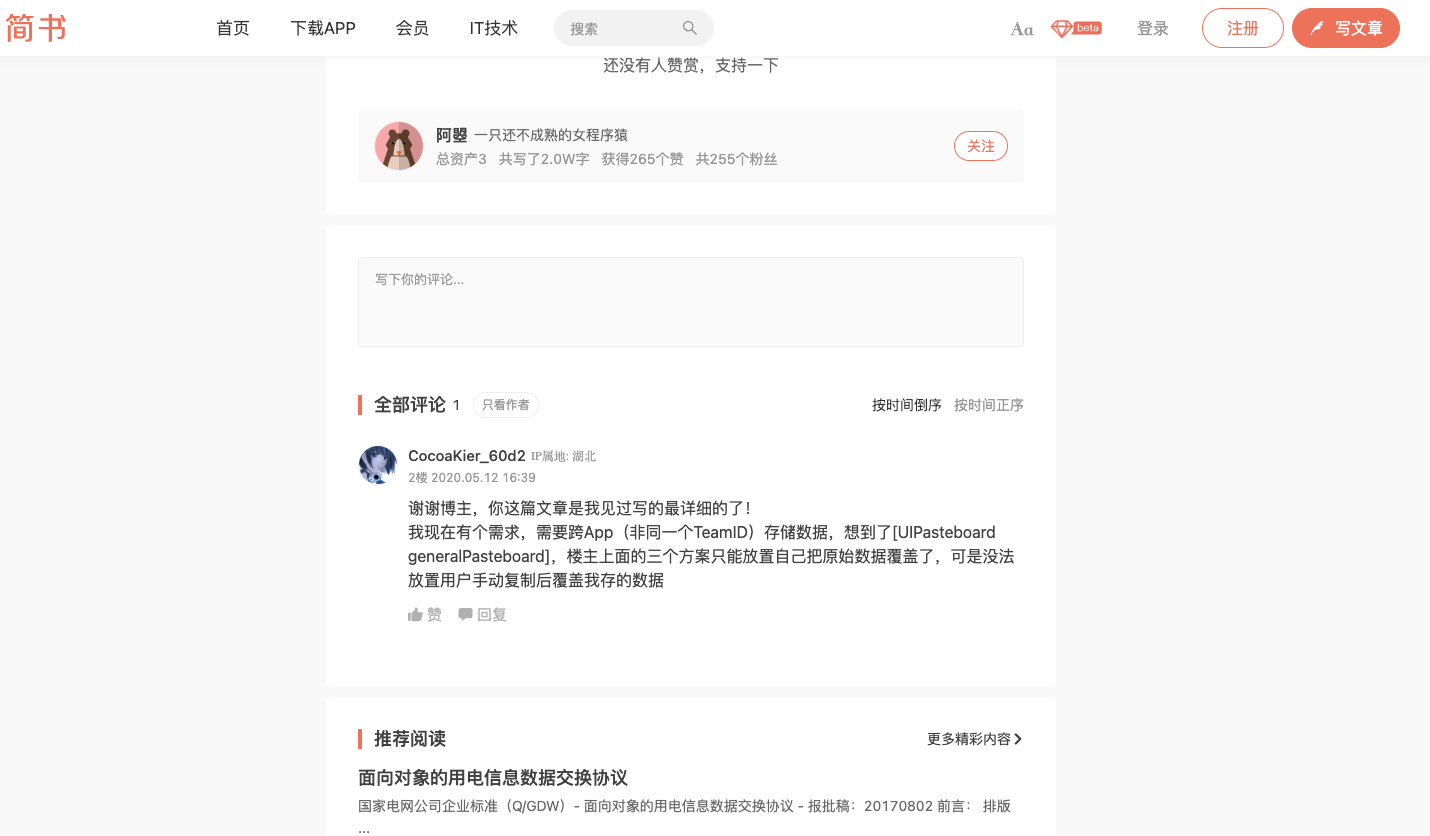 简书 首页 下载APP 会员 IT技术 搜索 Aa beta 登录 注册 写文章
还没有人赞赏，支持一下
阿曌 一只还不成熟的女程序猿
总资产3 共写了2.0W字 获得265个赞 共255个粉丝
关注
写下你的评论...
全部评论 1 只看作者 按时间倒序 按时间正序
CocoaKier_60d2 IP属地: 湖北
2楼 2020.05.12 16:39
谢谢博主，你这篇文章是我见过写的最详细的了！
我现在有个需求，需要跨App（非同一个TeamID）存储数据，想到了[UIPasteboard
generalPasteboard]，楼主上面的三个方案只能放置自己把原始数据覆盖了，可是没法
放置用户手动复制后覆盖我存的数据
赞 回复
推荐阅读 更多精彩内容
面向对象的用电信息数据交换协议
国家电网公司企业标准（Q/GDW）- 面向对象的用电信息数据交换协议 - 报批稿：20170802 前言： 排版
...